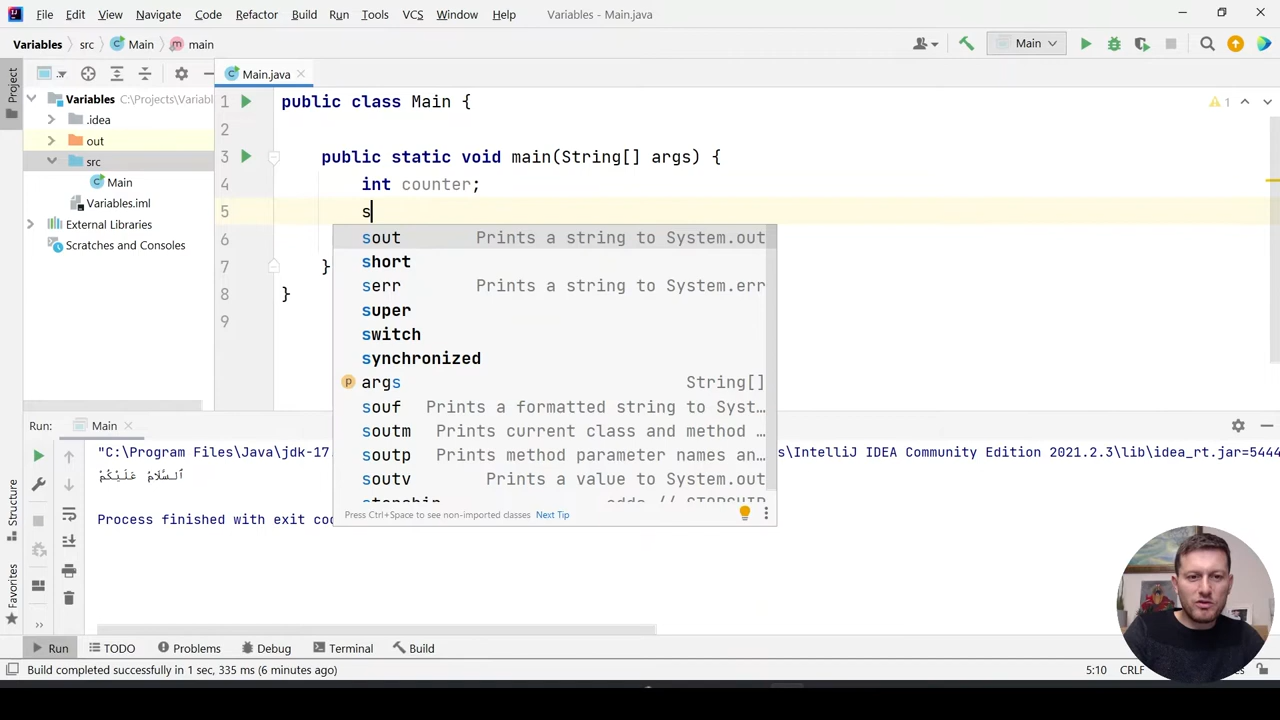 File Edit View Navigate Code Refactor Build Run Tools VCS Window Help Variables - Main.java
Variables src Main main Main
Project
Main.java
Variables C:\Projects\Variabl
.idea
out
src
Main
Variables.iml
External Libraries
Scratches and Consoles
1 public class Main {
2
3 public static void main(String[] args) {
4 int counter;
5 s
6
7 }
8 }
9
1
sout Prints a string to System.out
short
serr Prints a string to System.err
super
switch
synchronized
p args String[]
souf Prints a formatted string to Syst…
soutm Prints current class and method …
soutp Prints method parameter names an…
soutv Prints a value to System.out
Press Ctrl+Space to see non-imported classes Next Tip
Run: Main
"C:\Program Files\Java\jdk-17. s\IntelliJ IDEA Community Edition 2021.2.3\lib\idea_rt.jar=5444
اَلسَّلَامُ عَلَيْكُمْ
Process finished with exit co
Structure
Favorites
Run TODO Problems Debug Terminal Build
Build completed successfully in 1 sec, 335 ms (6 minutes ago) 5:10 CRLF